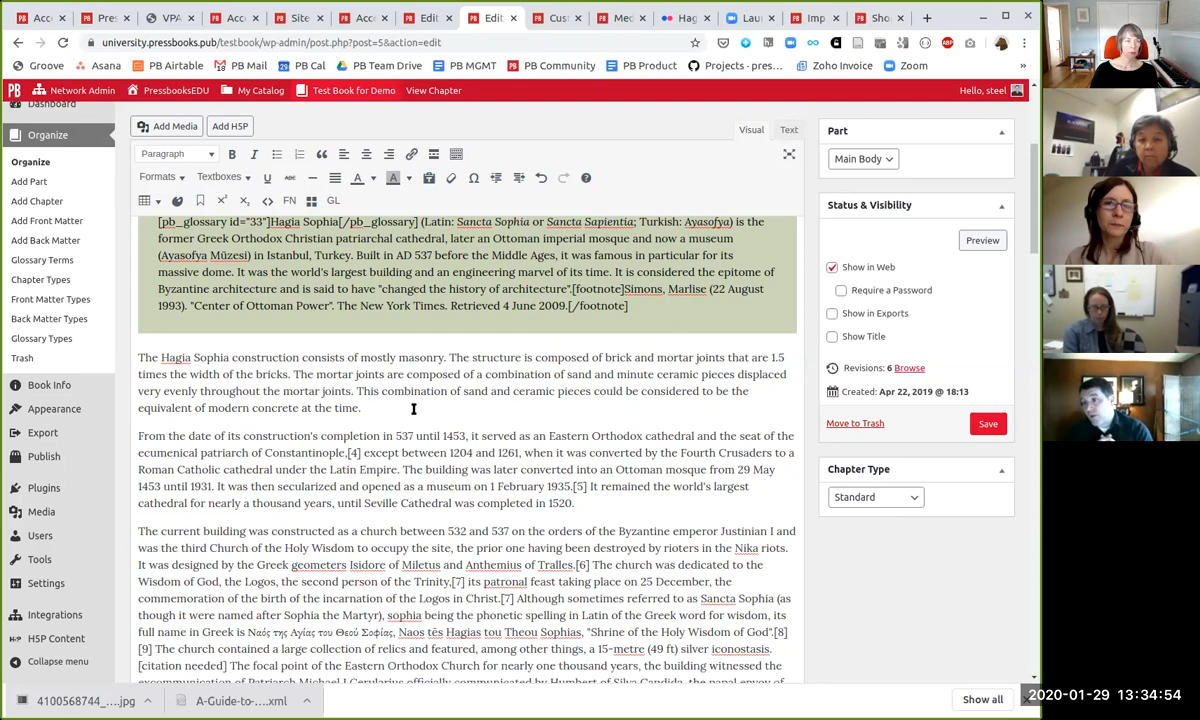 Acc
Pres
VPA
Acc
Site
Acc
Edit
Edit
Cus
Me
Hag
Lau
Imp
Sho
university.pressbooks.pub/testbook/wp-admin/post.php?post=5&action=edit
Groove
Asana
PB Airtable
PB Mail
PB Cal
PB Team Drive
PB MGMT
PB Community
PB Product
Projects - pres...
Zoho Invoice
Zoom
»
PB
Network Admin
PressbooksEDU
My Catalog
Test Book for Demo
View Chapter
Hello, steel
Dashboard
Organize
Organize
Add Part
Add Chapter
Add Front Matter
Add Back Matter
Glossary Terms
Chapter Types
Front Matter Types
Back Matter Types
Glossary Types
Trash
Book Info
Appearance
Export
Publish
Plugins
Media
Users
Tools
Settings
Integrations
H5P Content
Collapse menu
Add Media
Add H5P
Visual
Text
Paragraph
Formats
Textboxes
FN
GL
[pb_glossary id="33"]Hagia Sophia[/pb_glossary] (Latin: Sancta Sophia or Sancta Sapientia; Turkish: Ayasofya) is the
former Greek Orthodox Christian patriarchal cathedral, later an Ottoman imperial mosque and now a museum
(Ayasofya Müzesi) in Istanbul, Turkey. Built in AD 537 before the Middle Ages, it was famous in particular for its
massive dome. It was the world's largest building and an engineering marvel of its time. It is considered the epitome of
Byzantine architecture and is said to have "changed the history of architecture".[footnote]Simons, Marlise (22 August
1993). "Center of Ottoman Power". The New York Times. Retrieved 4 June 2009.[/footnote]
The Hagia Sophia construction consists of mostly masonry. The structure is composed of brick and mortar joints that are 1.5
times the width of the bricks. The mortar joints are composed of a combination of sand and minute ceramic pieces displaced
very evenly throughout the mortar joints. This combination of sand and ceramic pieces could be considered to be the
equivalent of modern concrete at the time.
From the date of its construction's completion in 537 until 1453, it served as an Eastern Orthodox cathedral and the seat of the
ecumenical patriarch of Constantinople,[4] except between 1204 and 1261, when it was converted by the Fourth Crusaders to a
Roman Catholic cathedral under the Latin Empire. The building was later converted into an Ottoman mosque from 29 May
1453 until 1931. It was then secularized and opened as a museum on 1 February 1935.[5] It remained the world's largest
cathedral for nearly a thousand years, until Seville Cathedral was completed in 1520.
The current building was constructed as a church between 532 and 537 on the orders of the Byzantine emperor Justinian I and
was the third Church of the Holy Wisdom to occupy the site, the prior one having been destroyed by rioters in the Nika riots.
It was designed by the Greek geometers Isidore of Miletus and Anthemius of Tralles.[6] The church was dedicated to the
Wisdom of God, the Logos, the second person of the Trinity,[7] its patronal feast taking place on 25 December, the
commemoration of the birth of the incarnation of the Logos in Christ.[7] Although sometimes referred to as Sancta Sophia (as
though it were named after Sophia the Martyr), sophia being the phonetic spelling in Latin of the Greek word for wisdom, its
full name in Greek is Ναός της Αγίας του Θεού Σοφίας, Naos tēs Hagias tou Theou Sophias, "Shrine of the Holy Wisdom of God".[8]
[9] The church contained a large collection of relics and featured, among other things, a 15-metre (49 ft) silver iconostasis.
[citation needed] The focal point of the Eastern Orthodox Church for nearly one thousand years, the building witnessed the
excommunication of Patriarch Michael I Cerularius officially communicated by Humbert of Silva Candida, the papal envoy of
Part
Main Body
Status & Visibility
Preview
Show in Web
Require a Password
Show in Exports
Show Title
Revisions: 6 Browse
Created: Apr 22, 2019 @ 18:13
Move to Trash
Save
Chapter Type
Standard
4100568744_....jpg
A-Guide-to-....xml
Show all
2020-01-29 13:34:54